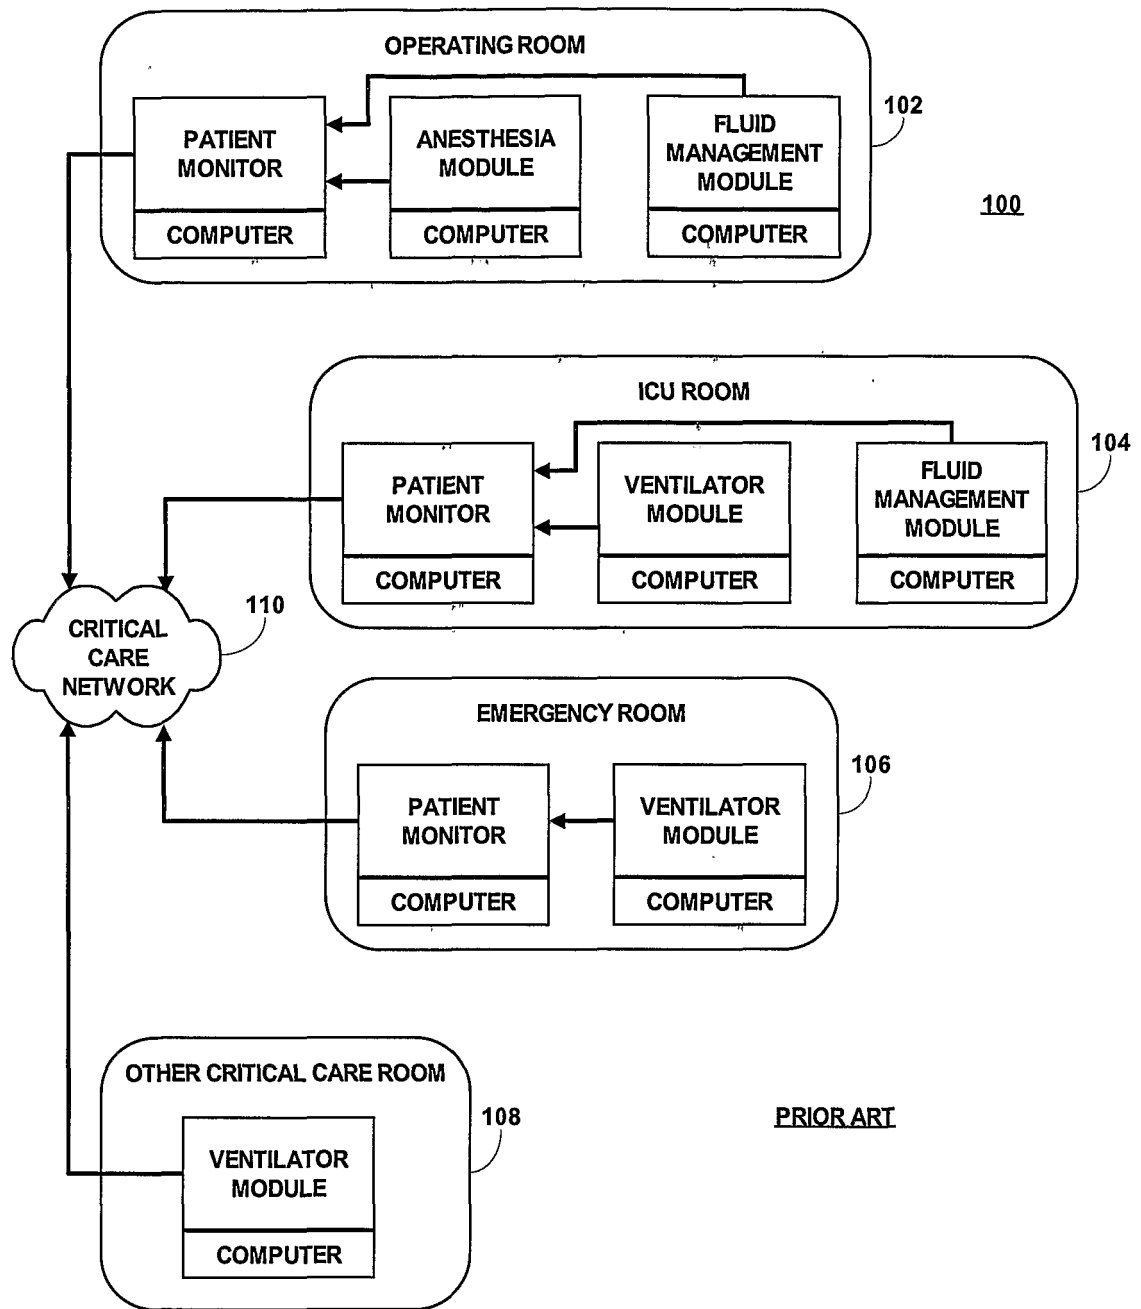 OPERATING ROOM
PATIENT
MONITOR
COMPUTER
ANESTHESIA
MODULE
COMPUTER
FLUID
MANAGEMENT
MODULE
COMPUTER
102
100
ICU ROOM
PATIENT
MONITOR
COMPUTER
VENTILATOR
MODULE
COMPUTER
FLUID
MANAGEMENT
MODULE
COMPUTER
104
CRITICAL
CARE
NETWORK
110
EMERGENCY ROOM
PATIENT
MONITOR
COMPUTER
VENTILATOR
MODULE
COMPUTER
106
OTHER CRITICAL CARE ROOM
VENTILATOR
MODULE
COMPUTER
108
PRIOR ART